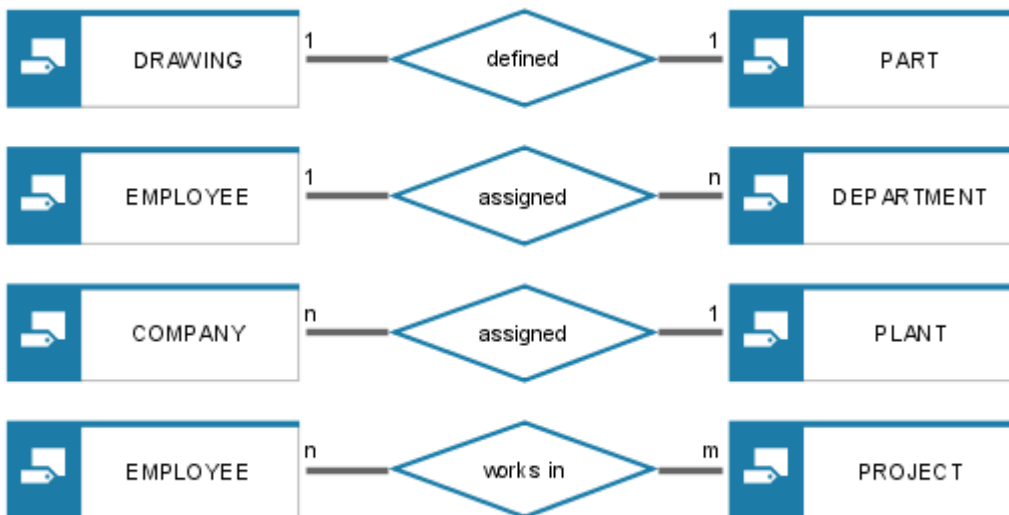 DRAWING 1 defined 1 PART
EMPLOYEE 1 assigned n DEPARTMENT
COMPANY n assigned 1 PLANT
EMPLOYEE n works in m PROJECT